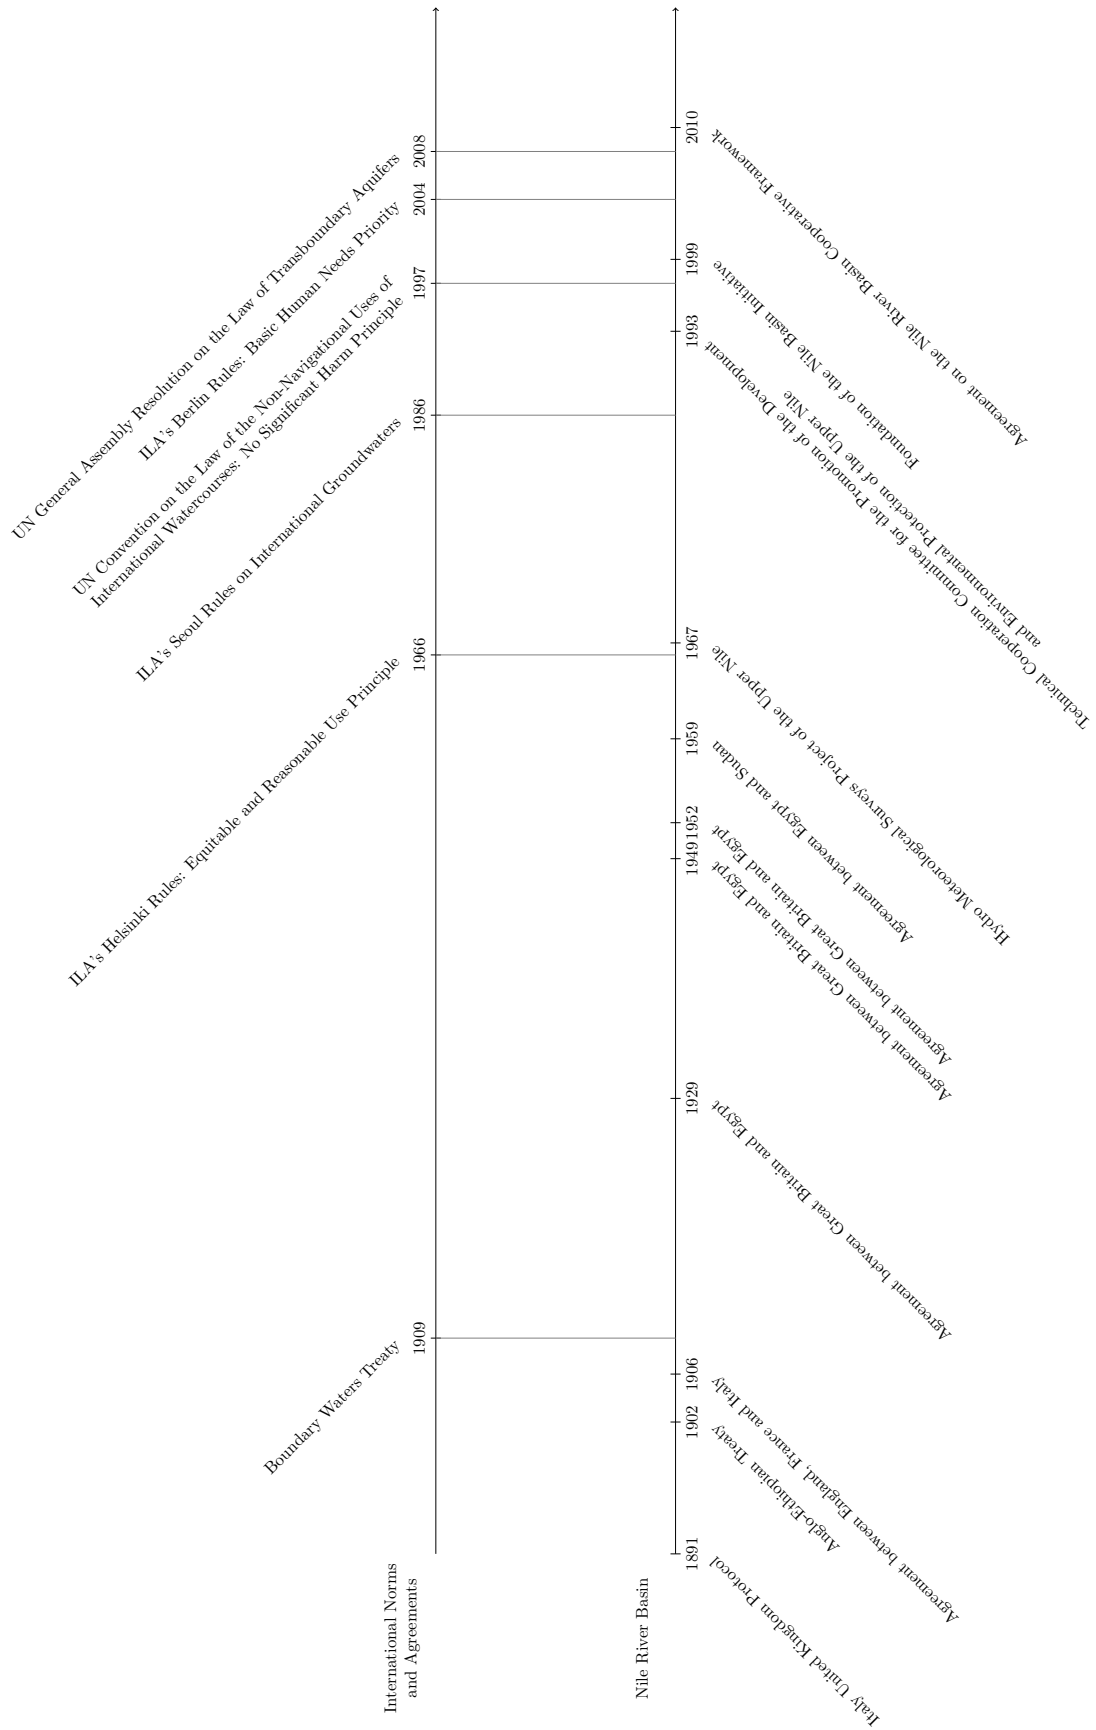 International Norms
and Agreements
1909
Boundary Waters Treaty
1966
ILA's Helsinki Rules: Equitable and Reasonable Use Principle
1986
ILA's Seoul Rules on International Groundwaters
1997
UN Convention on the Law of the Non-Navigational Uses of
International Watercourses: No Significant Harm Principle
2004
ILA's Berlin Rules: Basic Human Needs Priority
2008
UN General Assembly Resolution on the Law of Transboundary Aquifers
Nile River Basin
1891
Italy United Kingdom Protocol
1902
Anglo-Ethiopian Treaty
1906
Agreement between England, France and Italy
1929
Agreement between Great Britain and Egypt
1949
Agreement between Great Britain and Egypt
1952
Agreement between Great Britain and Egypt
1959
Agreement between Egypt and Sudan
1967
Hydro Meteorological Surveys Project of the Upper Nile
1993
Technical Cooperation Committee for the Promotion of the Development
and Environmental Protection of the Upper Nile
1999
Foundation of the Nile Basin Initiative
2010
Agreement on the Nile River Basin Cooperative Framework